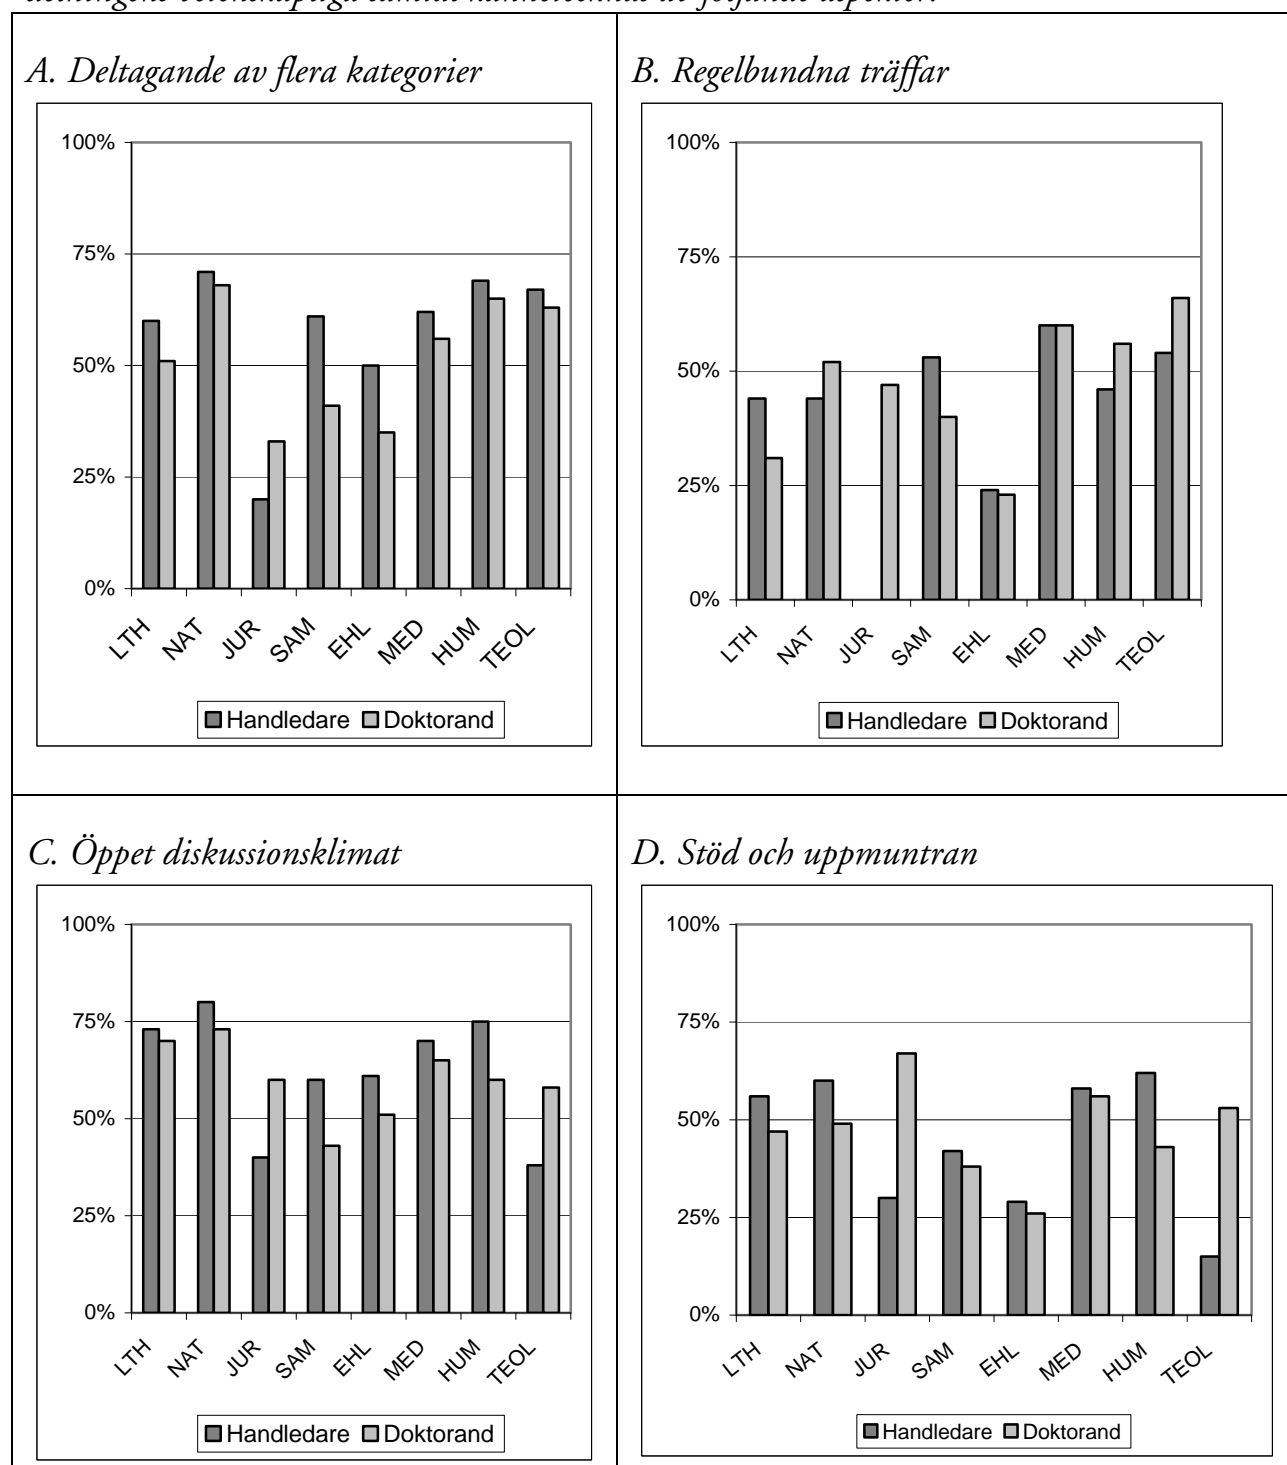 A. Deltagande av flera kategorier
100%
75%
50%
25%
0%
LTH NAT JUR SAM EHL MED HUM TEOL
Handledare Doktorand
B. Regelbundna träffar
100%
75%
50%
25%
0%
LTH NAT JUR SAM EHL MED HUM TEOL
Handledare Doktorand
C. Öppet diskussionsklimat
100%
75%
50%
25%
0%
LTH NAT JUR SAM EHL MED HUM TEOL
Handledare Doktorand
D. Stöd och uppmuntran
100%
75%
50%
25%
0%
LTH NAT JUR SAM EHL MED HUM TEOL
Handledare Doktorand